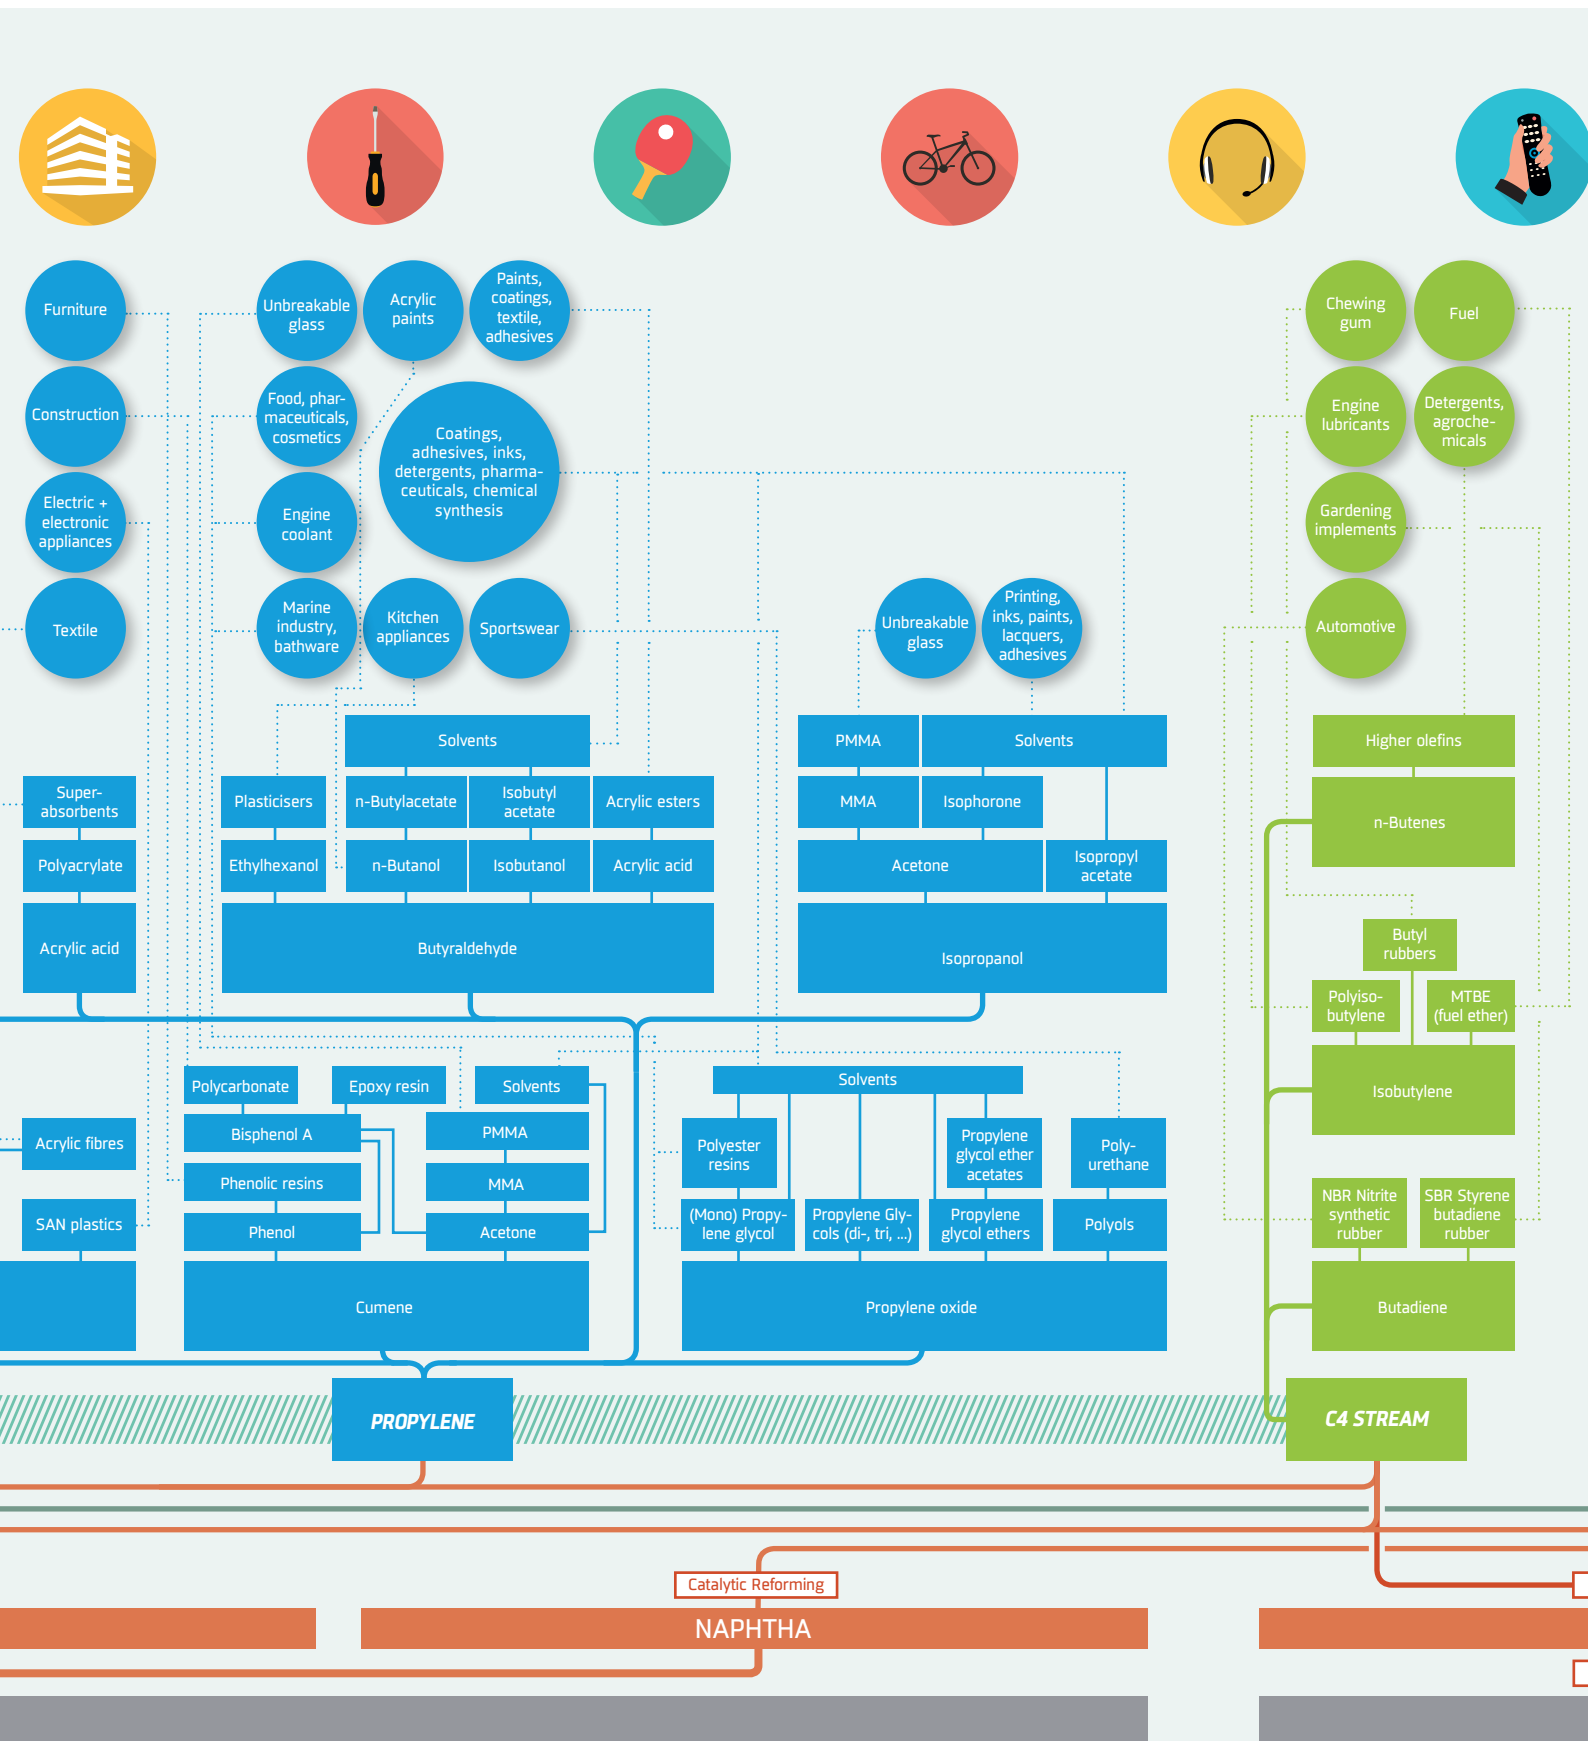 Furniture
Unbreakable
glass
Acrylic
paints
Paints,
coatings,
textile,
adhesives
Chewing
gum
Fuel
Construction
Food, phar-
maceuticals,
cosmetics
Coatings,
adhesives, inks,
detergents, pharma-
ceuticals, chemical
synthesis
Engine
lubricants
Detergents,
agroche-
micals
Electric +
electronic
appliances
Engine
coolant
Gardening
implements
Textile
Marine
industry,
bathware
Kitchen
appliances
Sportswear
Unbreakable
glass
Printing,
inks, paints,
lacquers,
adhesives
Automotive
Solvents
PMMA
Solvents
Higher olefins
Super-
absorbents
Plasticisers
n-Butylacetate
Isobutyl
acetate
Acrylic esters
MMA
Isophorone
n-Butenes
Polyacrylate
Ethylhexanol
n-Butanol
Isobutanol
Acrylic acid
Acetone
Isopropyl
acetate
Acrylic acid
Butyraldehyde
Isopropanol
Butyl
rubbers
Polyiso-
butylene
MTBE
(fuel ether)
Polycarbonate
Epoxy resin
Solvents
Solvents
Isobutylene
Acrylic fibres
Bisphenol A
PMMA
Polyester
resins
Propylene
glycol ether
acetates
Poly-
urethane
Phenolic resins
MMA
NBR Nitrite
synthetic
rubber
SBR Styrene
butadiene
rubber
SAN plastics
Phenol
Acetone
(Mono) Propy-
lene glycol
Propylene Gly-
cols (di-, tri, ...)
Propylene
glycol ethers
Polyols
Cumene
Propylene oxide
Butadiene
PROPYLENE
C4 STREAM
Catalytic Reforming
NAPHTHA